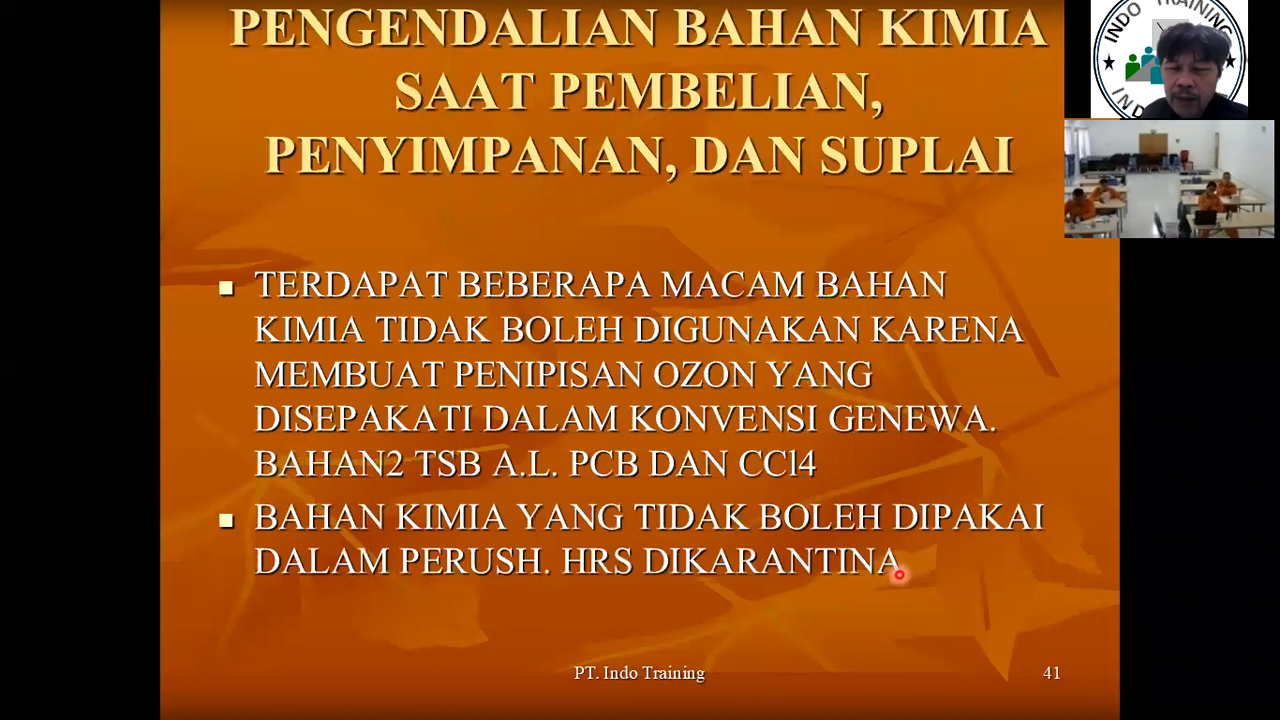 PENGENDALIAN BAHAN KIMIA
SAAT PEMBELIAN,
PENYIMPANAN, DAN SUPLAI
TERDAPAT BEBERAPA MACAM BAHAN
KIMIA TIDAK BOLEH DIGUNAKAN KARENA
MEMBUAT PENIPISAN OZON YANG
DISEPAKATI DALAM KONVENSI GENEWA.
BAHAN2 TSB A.L. PCB DAN CCl4
BAHAN KIMIA YANG TIDAK BOLEH DIPAKAI
DALAM PERUSH. HRS DIKARANTINA
PT. Indo Training
41
INDO TRAINING